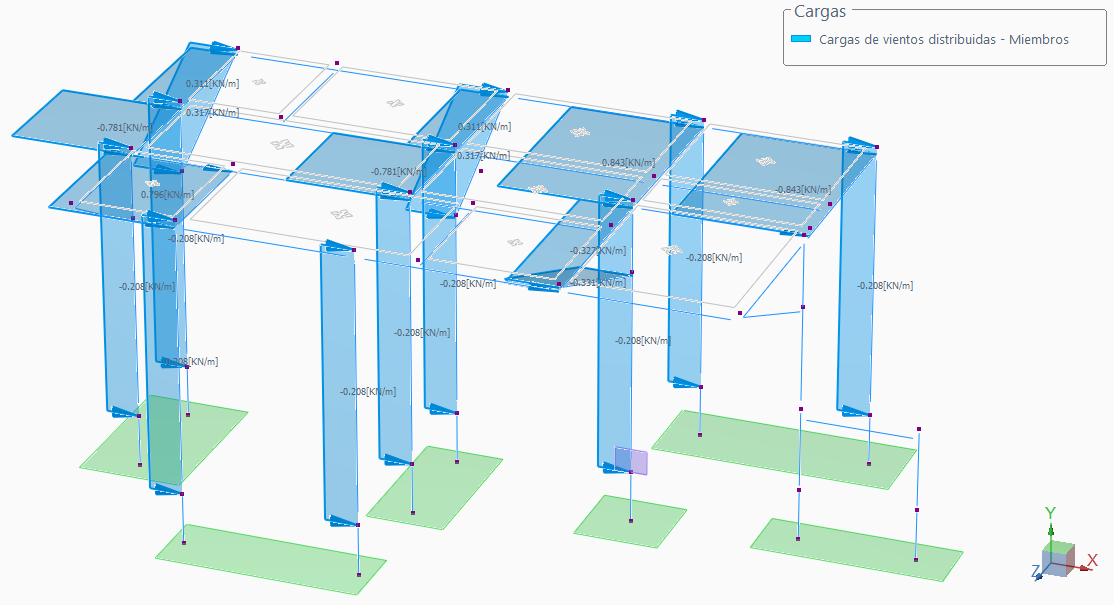 Cargas
Cargas de vientos distribuidas - Miembros
0.311[KN/m]
0.317[KN/m]
-0.781[KN/m]
0.311[KN/m]
0.317[KN/m]
-0.781[KN/m]
0.843[KN/m]
-0.843[KN/m]
0.796[KN/m]
-0.208[KN/m]
-0.327[KN/m]
-0.331[KN/m]
-0.208[KN/m]
-0.208[KN/m]
-0.208[KN/m]
-0.208[KN/m]
-0.208[KN/m]
-0.208[KN/m]
-0.208[KN/m]
-0.208[KN/m]
Y
X
Z